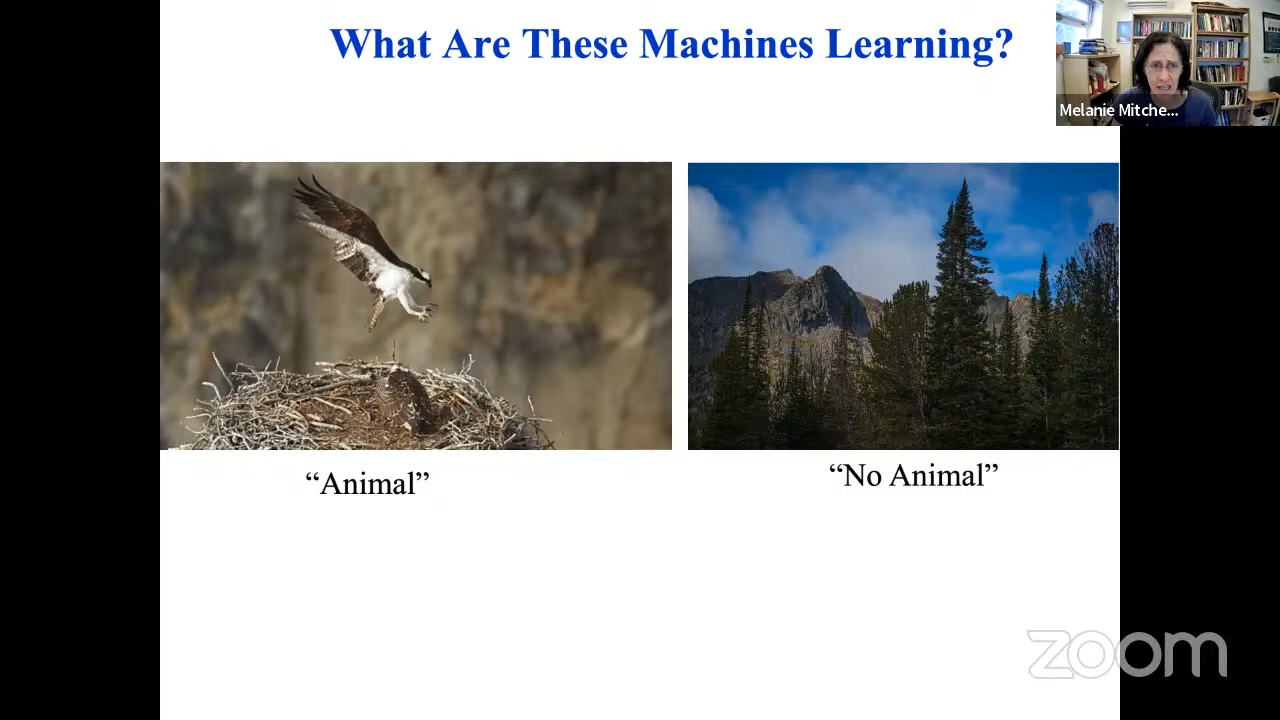 What Are These Machines Learning?
Melanie Mitche...
“Animal”
“No Animal”
zoom